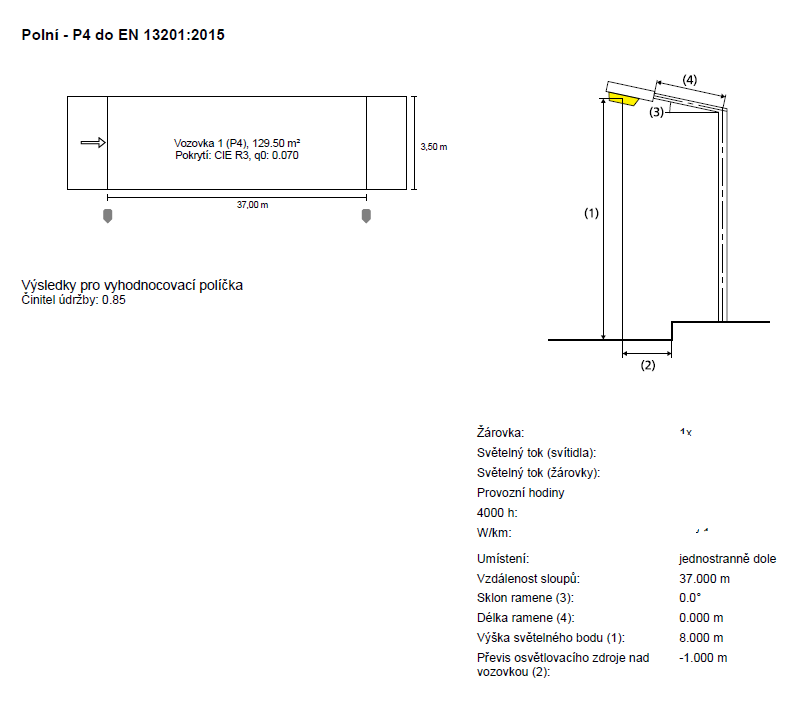 Polní - P4 do EN 13201:2015
Vozovka 1 (P4), 129.50 m²
Pokrytí: CIE R3, q0: 0.070
3,50 m
37,00 m
(4)
(3)
(1)
(2)
Výsledky pro vyhodnocovací políčka
Činitel údržby: 0.85
Žárovka: 1x
Světelný tok (svítidla):
Světelný tok (žárovky):
Provozní hodiny
4000 h:
W/km:
Umístení: jednostranně dole
Vzdálenost sloupů: 37.000 m
Sklon ramene (3): 0.0°
Délka ramene (4): 0.000 m
Výška světelného bodu (1): 8.000 m
Převis osvětlovacího zdroje nad -1.000 m
vozovkou (2):